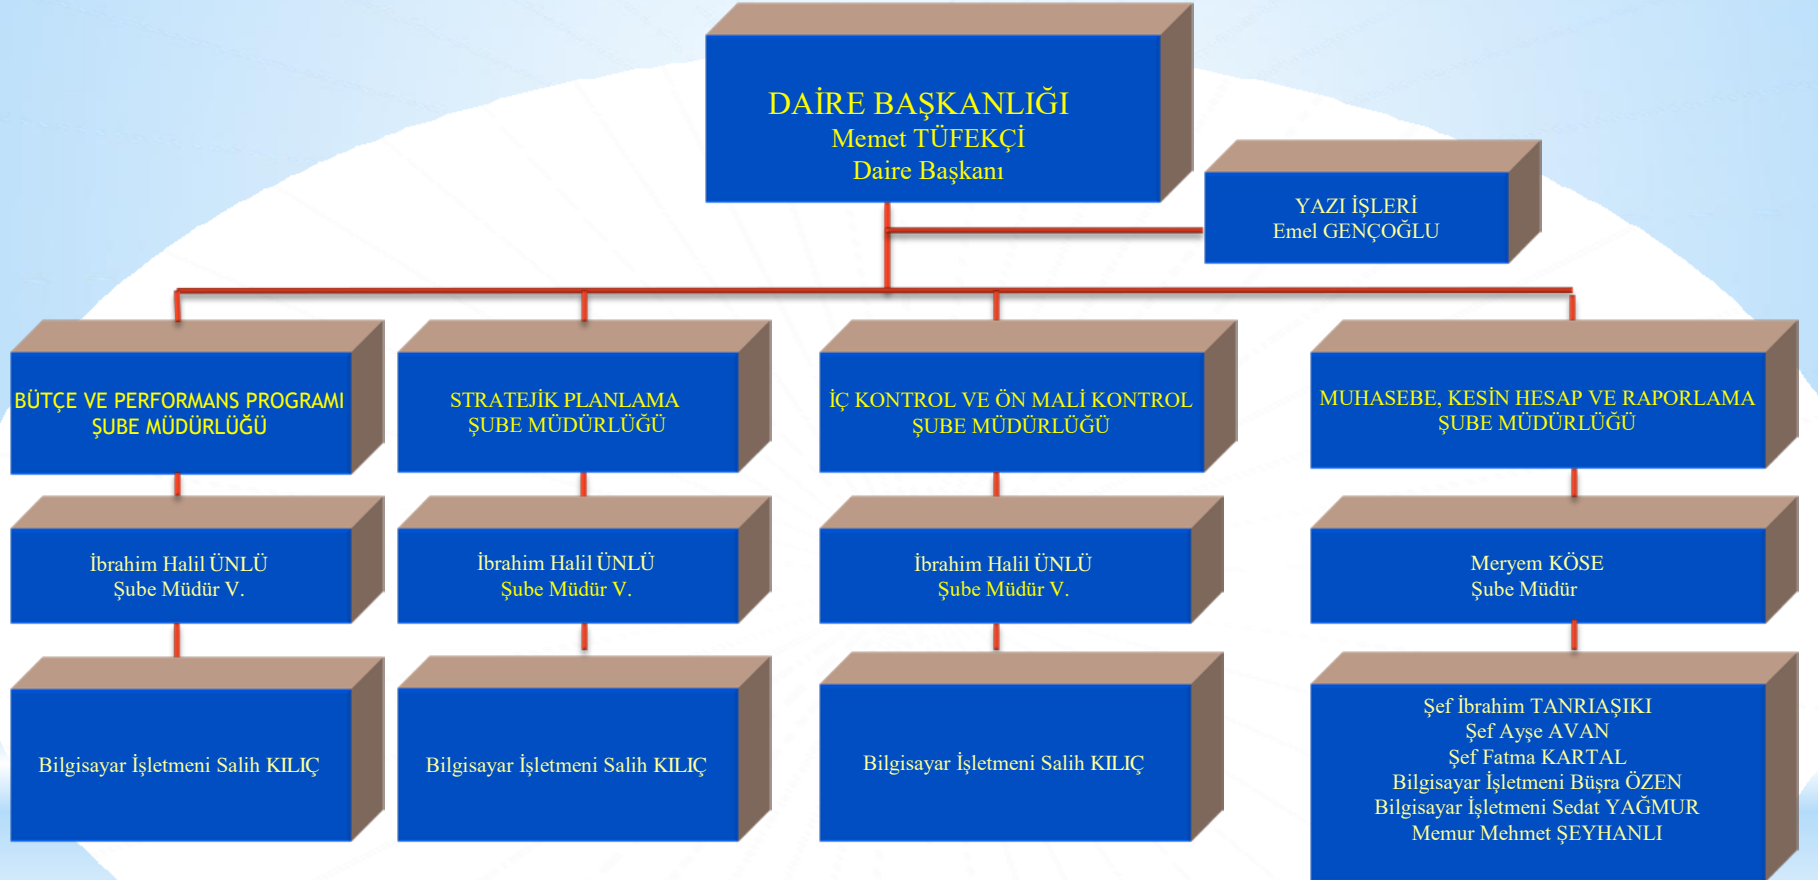 DAİRE BAŞKANLIĞI
Memet TÜFEKÇİ
Daire Başkanı
YAZI İŞLERİ
Emel GENÇOĞLU
BÜTÇE VE PERFORMANS PROGRAMI
ŞUBE MÜDÜRLÜĞÜ
STRATEJİK PLANLAMA
ŞUBE MÜDÜRLÜĞÜ
İÇ KONTROL VE ÖN MALİ KONTROL
ŞUBE MÜDÜRLÜĞÜ
MUHASEBE, KESİN HESAP VE RAPORLAMA
ŞUBE MÜDÜRLÜĞÜ
İbrahim Halil ÜNLÜ
Şube Müdür V.
İbrahim Halil ÜNLÜ
Şube Müdür V.
İbrahim Halil ÜNLÜ
Şube Müdür V.
Meryem KÖSE
Şube Müdür
Bilgisayar İşletmeni Salih KILIÇ
Bilgisayar İşletmeni Salih KILIÇ
Bilgisayar İşletmeni Salih KILIÇ
Şef İbrahim TANRIAŞIKI
Şef Ayşe AVAN
Şef Fatma KARTAL
Bilgisayar İşletmeni Büşra ÖZEN
Bilgisayar İşletmeni Sedat YAĞMUR
Memur Mehmet ŞEYHANLI